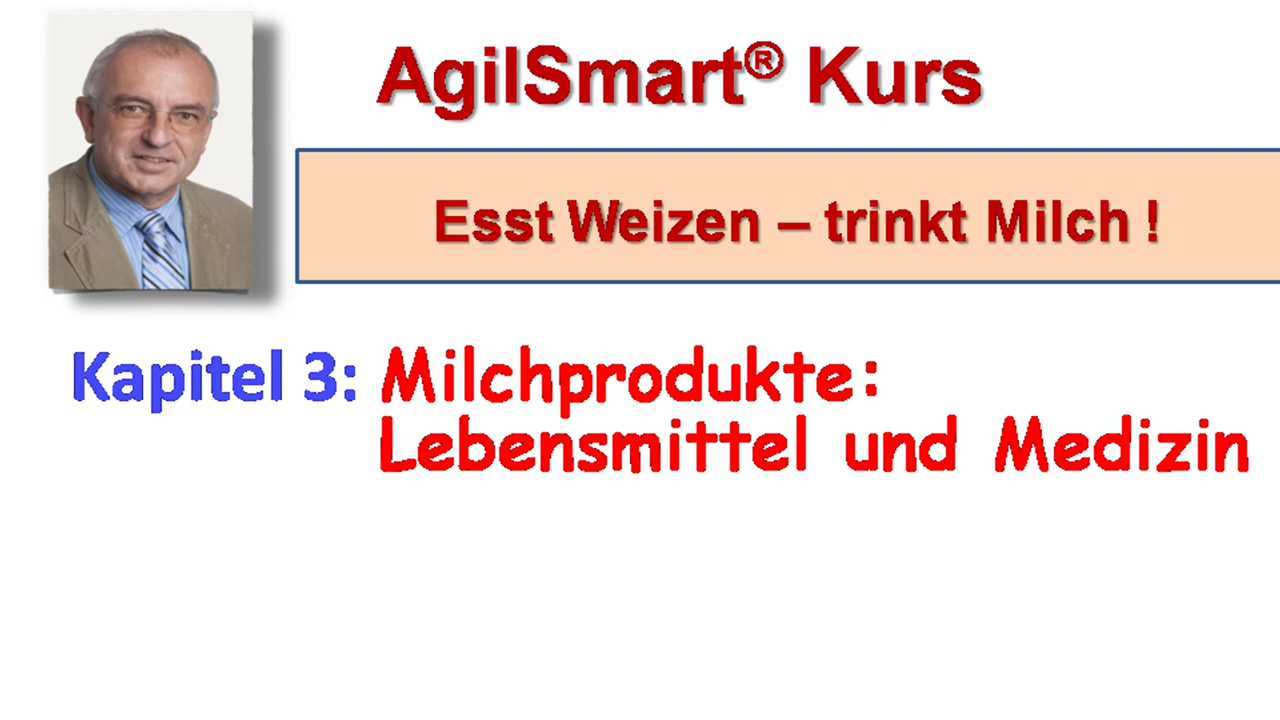 AgilSmart® Kurs
Esst Weizen – trinkt Milch !
Kapitel 3: Milchprodukte:
Lebensmittel und Medizin